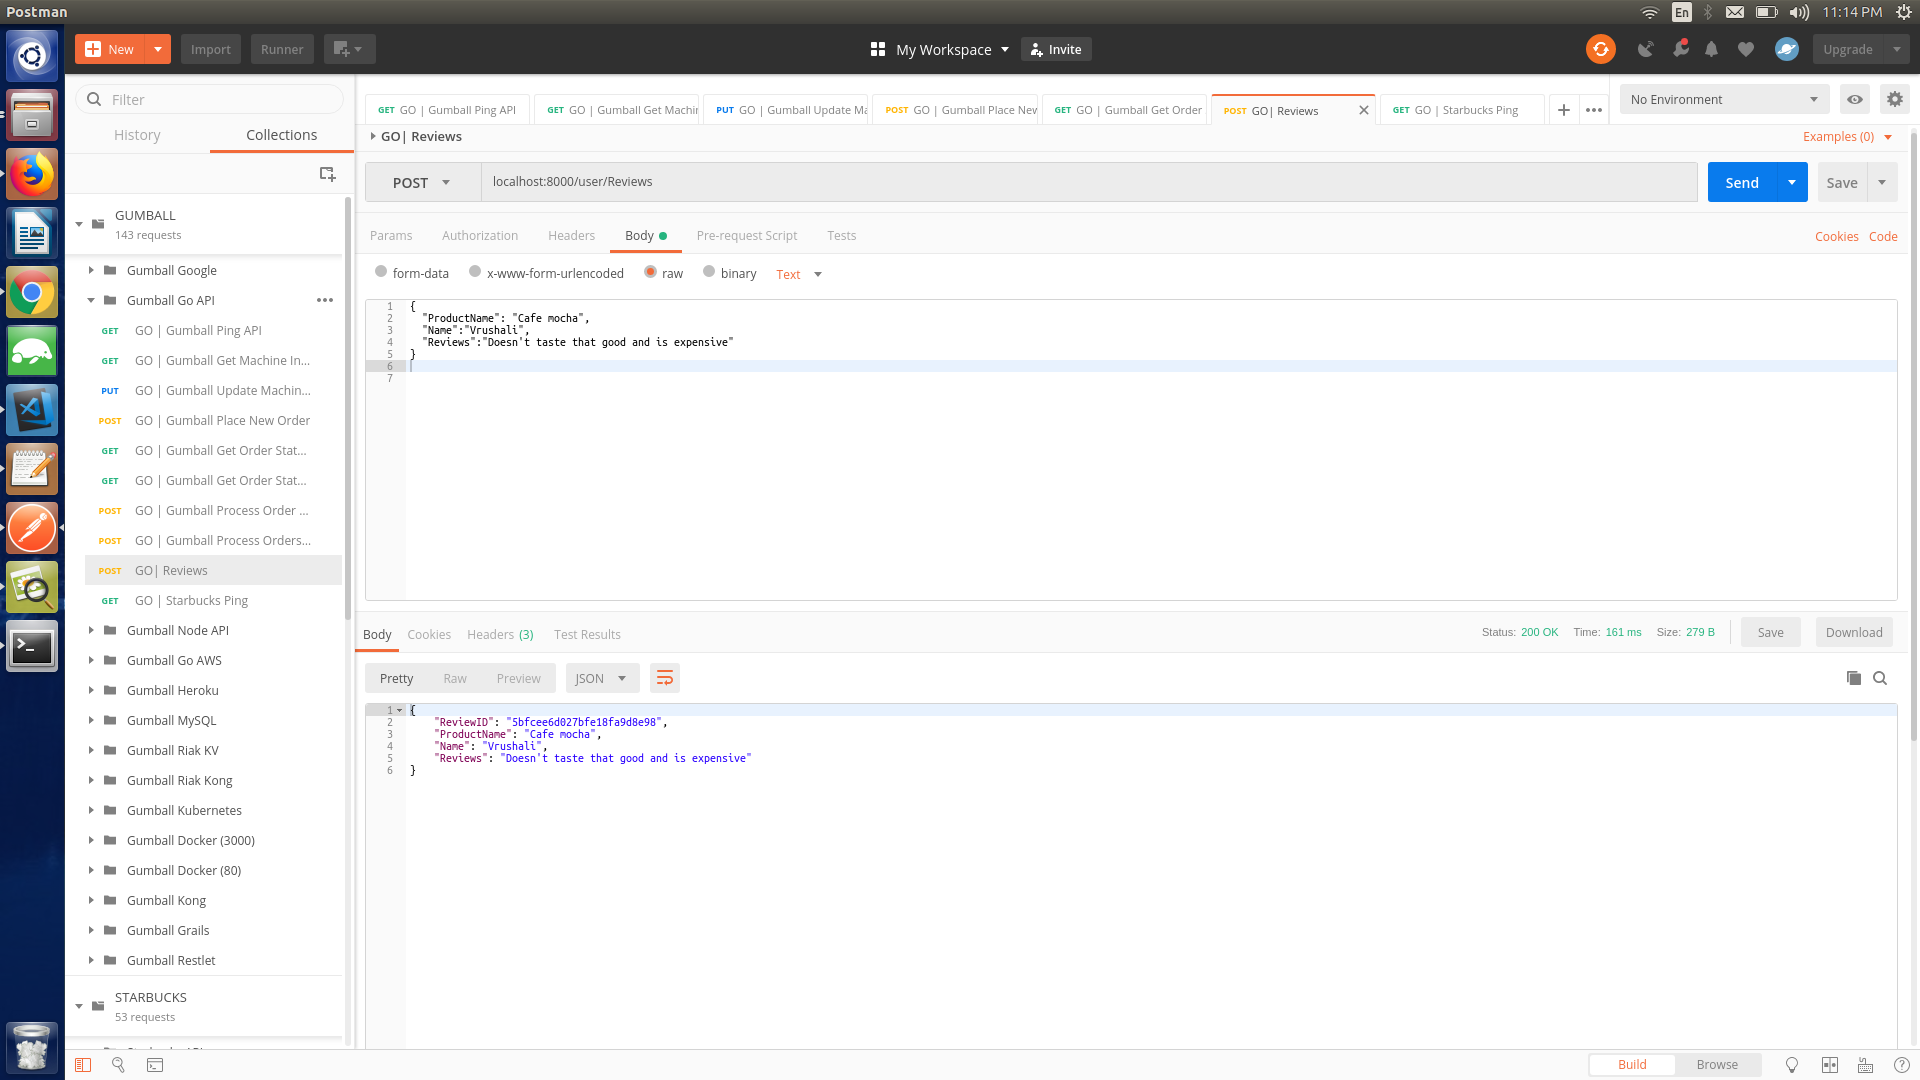 Postman
En
11:14 PM
New
Import
Runner
My Workspace
Invite
Upgrade
Filter
History
Collections
GUMBALL
143 requests
Gumball Google
Gumball Go API
GET GO | Gumball Ping API
GET GO | Gumball Get Machine In...
PUT GO | Gumball Update Machin...
POST GO | Gumball Place New Order
GET GO | Gumball Get Order Stat...
GET GO | Gumball Get Order Stat...
POST GO | Gumball Process Order ...
POST GO | Gumball Process Orders...
POST GO| Reviews
GET GO | Starbucks Ping
Gumball Node API
Gumball Go AWS
Gumball Heroku
Gumball MySQL
Gumball Riak KV
Gumball Riak Kong
Gumball Kubernetes
Gumball Docker (3000)
Gumball Docker (80)
Gumball Kong
Gumball Grails
Gumball Restlet
STARBUCKS
53 requests
GET GO | Gumball Ping API
GET GO | Gumball Get Machin
PUT GO | Gumball Update Ma
POST GO | Gumball Place New
GET GO | Gumball Get Order
POST GO| Reviews
GET GO | Starbucks Ping
No Environment
GO| Reviews
Examples (0)
POST
localhost:8000/user/Reviews
Send
Save
Params
Authorization
Headers
Body
Pre-request Script
Tests
Cookies
Code
form-data
x-www-form-urlencoded
raw
binary
Text
1 {
2 "ProductName": "Cafe mocha",
3 "Name":"Vrushali",
4 "Reviews":"Doesn't taste that good and is expensive"
5 }
6
7
Body
Cookies
Headers (3)
Test Results
Status: 200 OK
Time: 161 ms
Size: 279 B
Save
Download
Pretty
Raw
Preview
JSON
1 {
2 "ReviewID": "5bfcee6d027bfe18fa9d8e98",
3 "ProductName": "Cafe mocha",
4 "Name": "Vrushali",
5 "Reviews": "Doesn't taste that good and is expensive"
6 }
Build
Browse